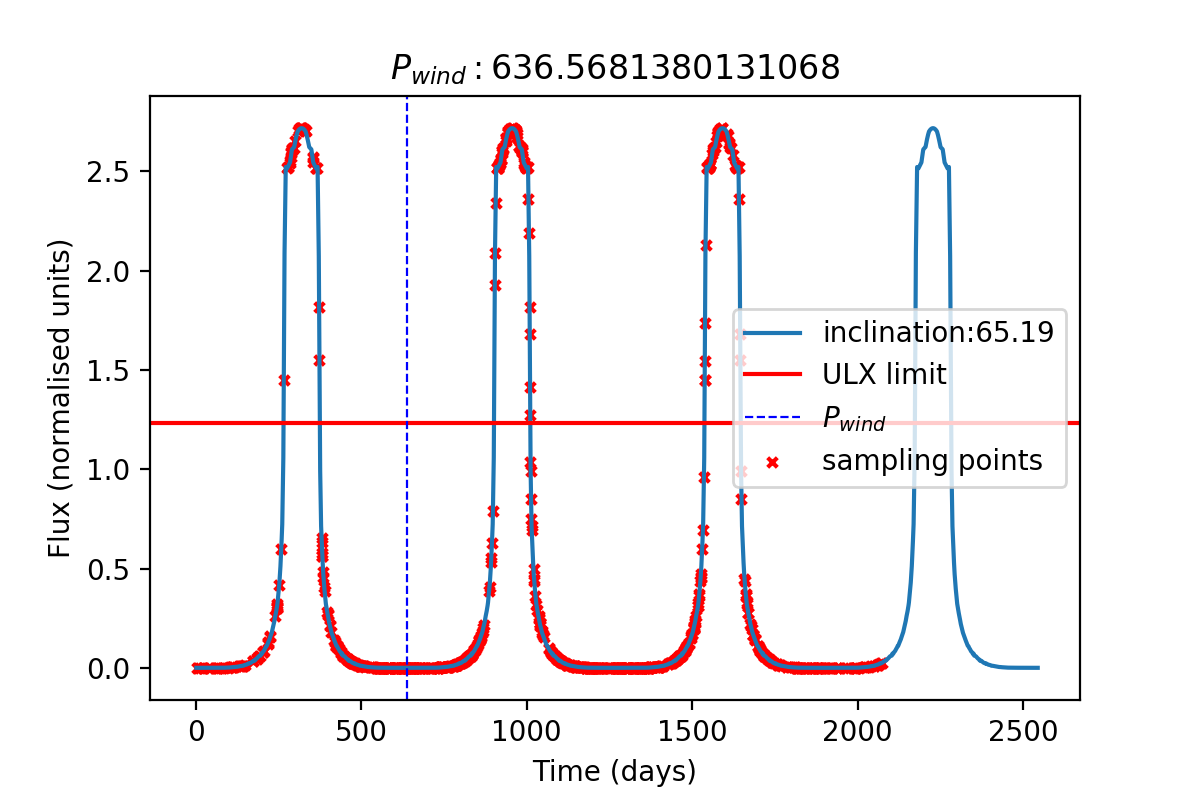 P_wind : 636.5681380131068
Flux (normalised units)
2.5
2.0
1.5
1.0
0.5
0.0
inclination:65.19
ULX limit
P_wind
sampling points
0 500 1000 1500 2000 2500
Time (days)